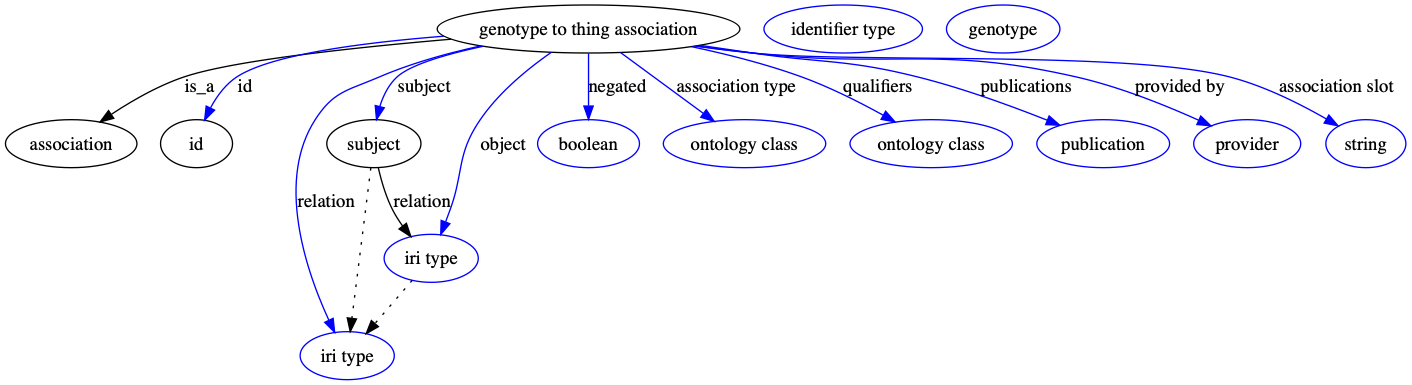 genotype to thing association
identifier type
genotype
is_a
id
subject
negated
association type
qualifiers
publications
provided by
association slot
association
id
subject
object
boolean
ontology class
ontology class
publication
provider
string
relation
relation
iri type
iri type